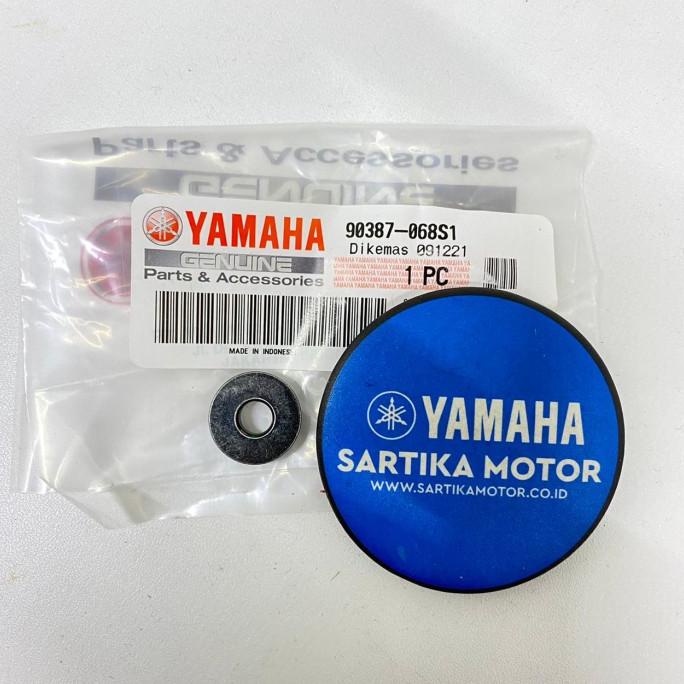 Parts & Accessories
GENUINE
YAMAHA
90387-068S1
Dikemas 091221
GENUINE
Parts & Accessories
1 PC
MADE IN INDONES
YAMAHA
SARTIKA MOTOR
WWW.SARTIKAMOTOR.CO.ID